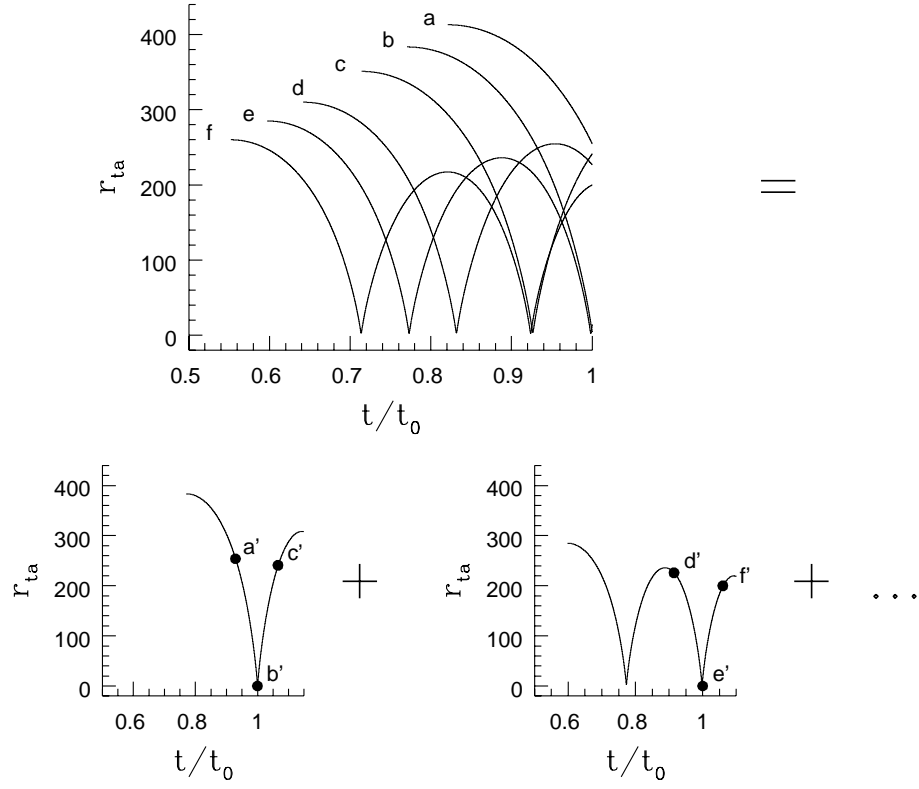 400
300
200
100
0
r_ta
a
b
c
d
e
f
0.5 0.6 0.7 0.8 0.9 1
t/t_0
=
400
300
200
100
0
r_ta
a’
c’
b’
0.6 0.8 1
t/t_0
+
400
300
200
100
0
r_ta
d’
f’
e’
0.6 0.8 1
t/t_0
+
. . .